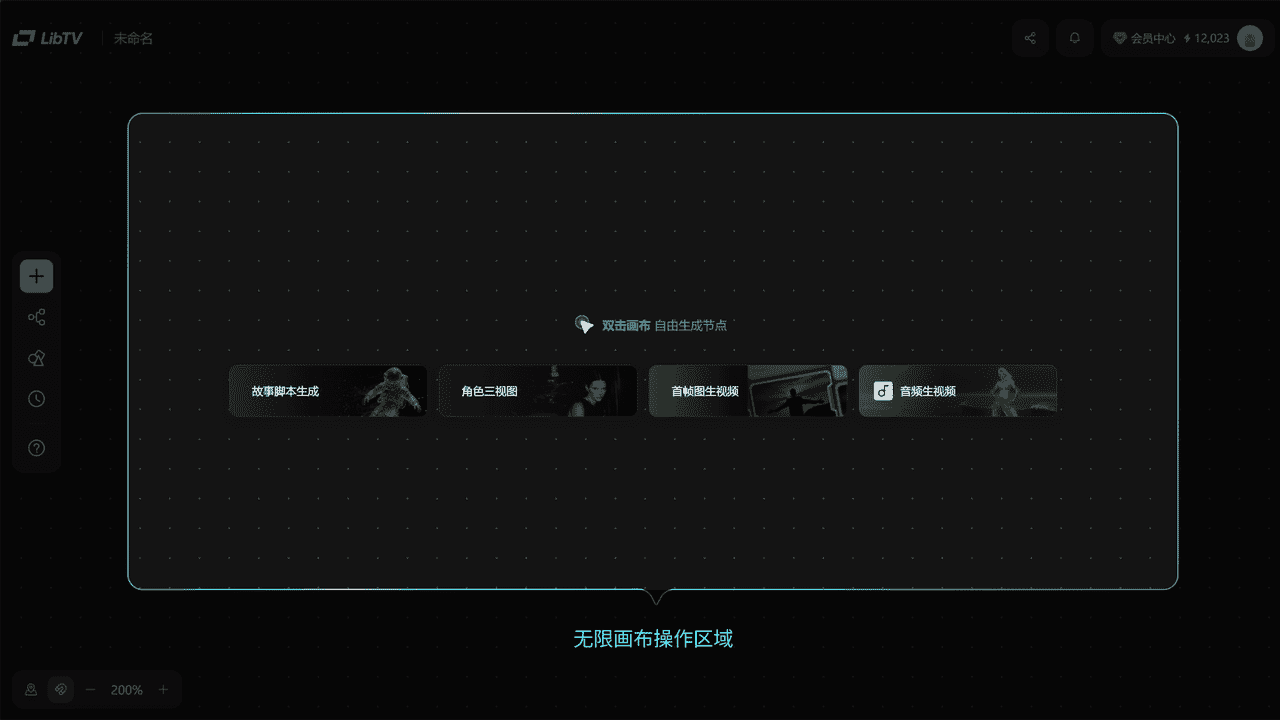 LibTV
未命名
会员中心 12,023
双击画布 自由生成节点
故事脚本生成
角色三视图
首帧图生视频
音频生视频
无限画布操作区域
200%